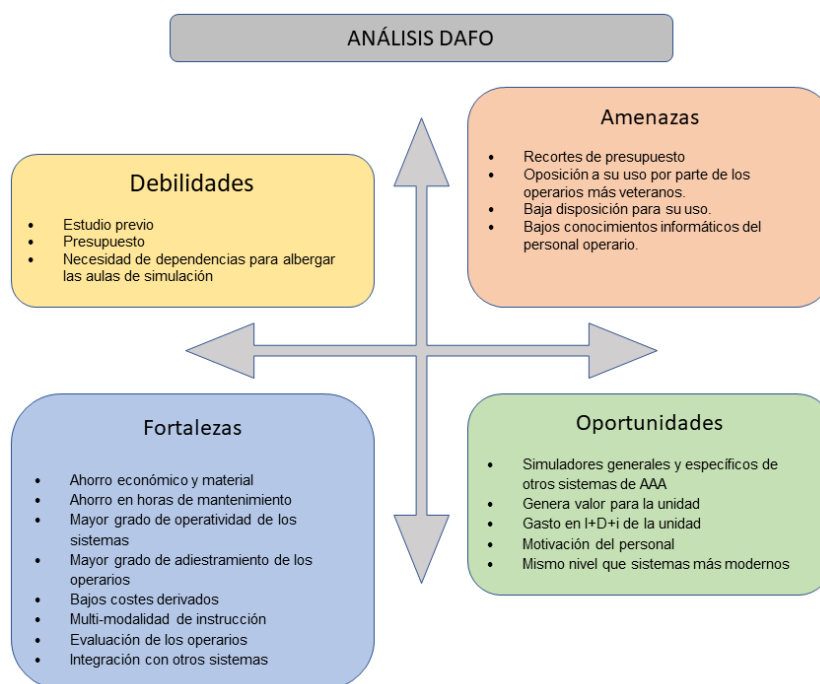 ANÁLISIS DAFO
Debilidades
• Estudio previo
• Presupuesto
• Necesidad de dependencias para albergar
las aulas de simulación
Amenazas
• Recortes de presupuesto
• Oposición a su uso por parte de los
operarios más veteranos.
• Baja disposición para su uso.
• Bajos conocimientos informáticos del
personal operario.
Fortalezas
• Ahorro económico y material
• Ahorro en horas de mantenimiento
• Mayor grado de operatividad de los
sistemas
• Mayor grado de adiestramiento de los
operarios
• Bajos costes derivados
• Multi-modalidad de instrucción
• Evaluación de los operarios
• Integración con otros sistemas
Oportunidades
• Simuladores generales y específicos de
otros sistemas de AAA
• Genera valor para la unidad
• Gasto en I+D+i de la unidad
• Motivación del personal
• Mismo nivel que sistemas más modernos